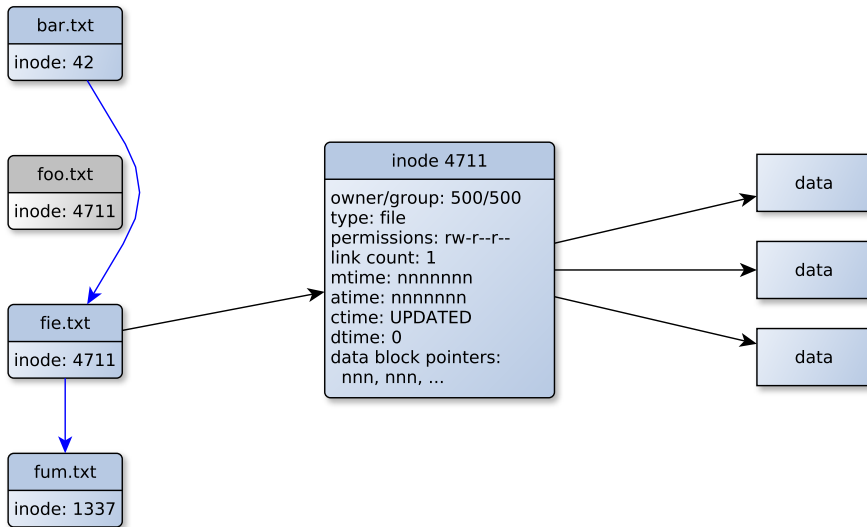 bar.txt
inode: 42
foo.txt
inode: 4711
fie.txt
inode: 4711
fum.txt
inode: 1337
inode 4711
owner/group: 500/500
type: file
permissions: rw-r--r--
link count: 1
mtime: nnnnnnn
atime: nnnnnnn
ctime: UPDATED
dtime: 0
data block pointers:
nnn, nnn, ...
data
data
data